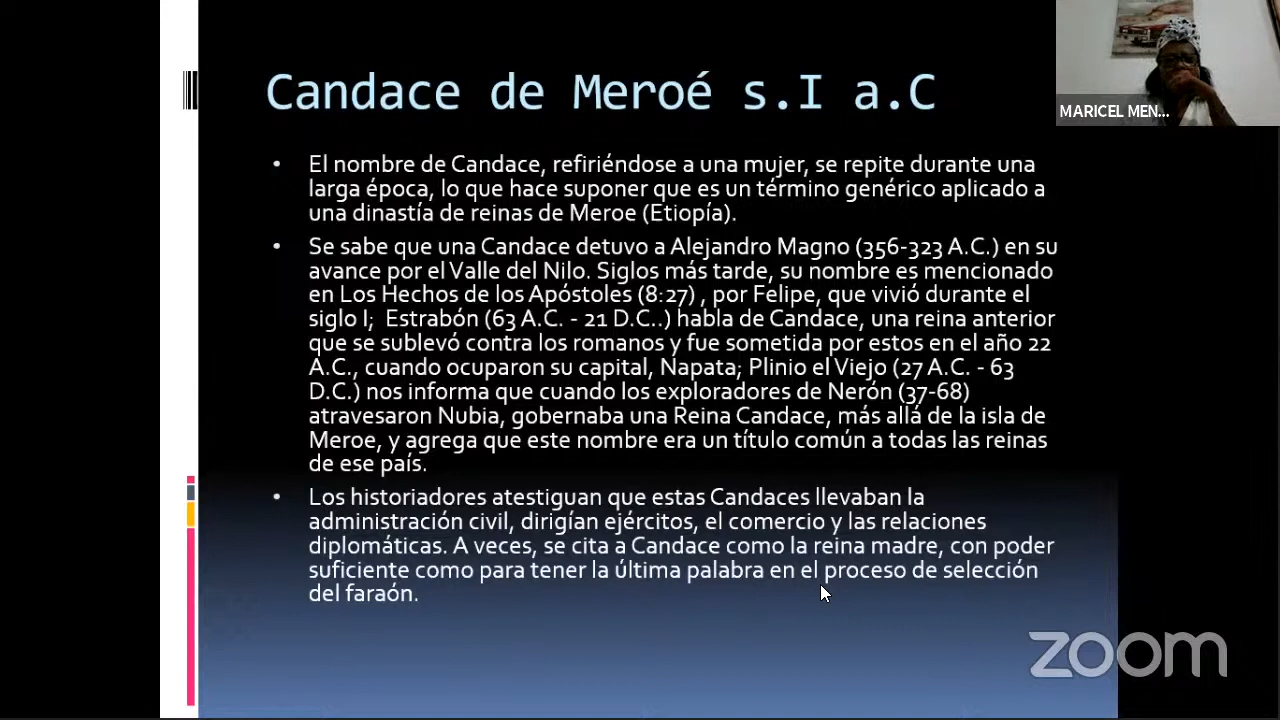 Candace de Meroé s.I a.C
MARICEL MEN...
• El nombre de Candace, refiriéndose a una mujer, se repite durante una
larga época, lo que hace suponer que es un término genérico aplicado a
una dinastía de reinas de Meroe (Etiopía).
• Se sabe que una Candace detuvo a Alejandro Magno (356-323 A.C.) en su
avance por el Valle del Nilo. Siglos más tarde, su nombre es mencionado
en Los Hechos de los Apóstoles (8:27) , por Felipe, que vivió durante el
siglo I; Estrabón (63 A.C. - 21 D.C..) habla de Candace, una reina anterior
que se sublevó contra los romanos y fue sometida por estos en el año 22
A.C., cuando ocuparon su capital, Napata; Plinio el Viejo (27 A.C. - 63
D.C.) nos informa que cuando los exploradores de Nerón (37-68)
atravesaron Nubia, gobernaba una Reina Candace, más allá de la isla de
Meroe, y agrega que este nombre era un título común a todas las reinas
de ese país.
• Los historiadores atestiguan que estas Candaces llevaban la
administración civil, dirigían ejércitos, el comercio y las relaciones
diplomáticas. A veces, se cita a Candace como la reina madre, con poder
suficiente como para tener la última palabra en el proceso de selección
del faraón.
zoom